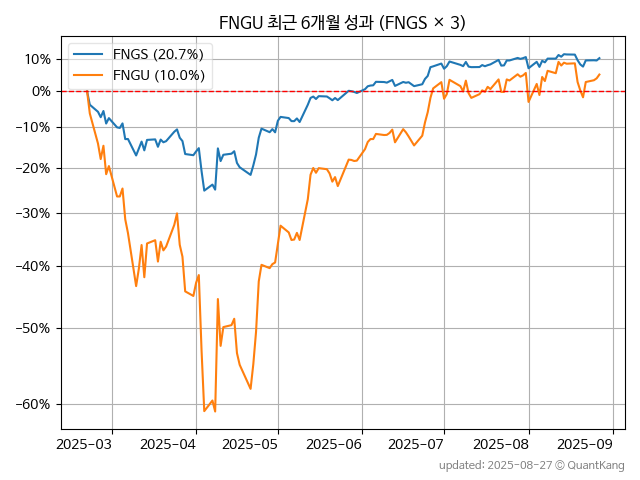 FNGU 최근 6개월 성과 (FNGS × 3)
FNGS (20.7%)
FNGU (10.0%)
10%
0%
−10%
−20%
−30%
−40%
−50%
−60%
2025-03 2025-04 2025-05 2025-06 2025-07 2025-08 2025-09
updated: 2025-08-27 © QuantKang